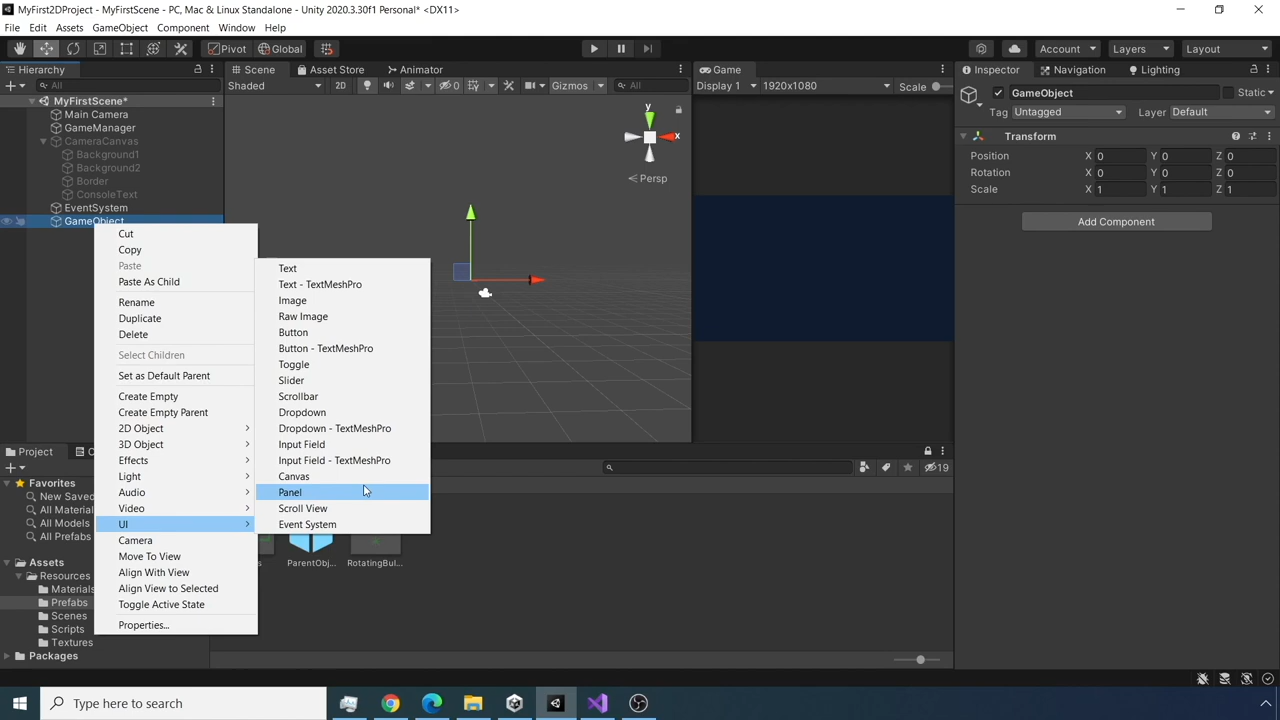 MyFirst2DProject - MyFirstScene - PC, Mac & Linux Standalone - Unity 2020.3.30f1 Personal* <DX11>
File Edit Assets GameObject Component Window Help
Pivot Global Account Layers Layout
Hierarchy
All
MyFirstScene*
Main Camera
GameManager
CameraCanvas
Background1
Background2
Border
ConsoleText
EventSystem
GameObject
Scene Asset Store Animator
Shaded 2D 0 Gizmos All
y
x
Persp
Game
Display 1 1920x1080 Scale
Inspector Navigation Lighting
GameObject Static
Tag Untagged Layer Default
Transform
Position X 0 Y 0 Z 0
Rotation X 0 Y 0 Z 0
Scale X 1 Y 1 Z 1
Add Component
Cut
Copy
Paste
Paste As Child
Rename
Duplicate
Delete
Select Children
Set as Default Parent
Create Empty
Create Empty Parent
2D Object
3D Object
Effects
Light
Audio
Video
UI
Camera
Move To View
Align With View
Align View to Selected
Toggle Active State
Properties...
Text
Text - TextMeshPro
Image
Raw Image
Button
Button - TextMeshPro
Toggle
Slider
Scrollbar
Dropdown
Dropdown - TextMeshPro
Input Field
Input Field - TextMeshPro
Canvas
Panel
Scroll View
Event System
Project
19
Favorites
New Saved
All Material
All Models
All Prefabs
Assets
Resources
Materials
Prefabs
Scenes
Scripts
Textures
Packages
ParentObj... RotatingBul...
Type here to search